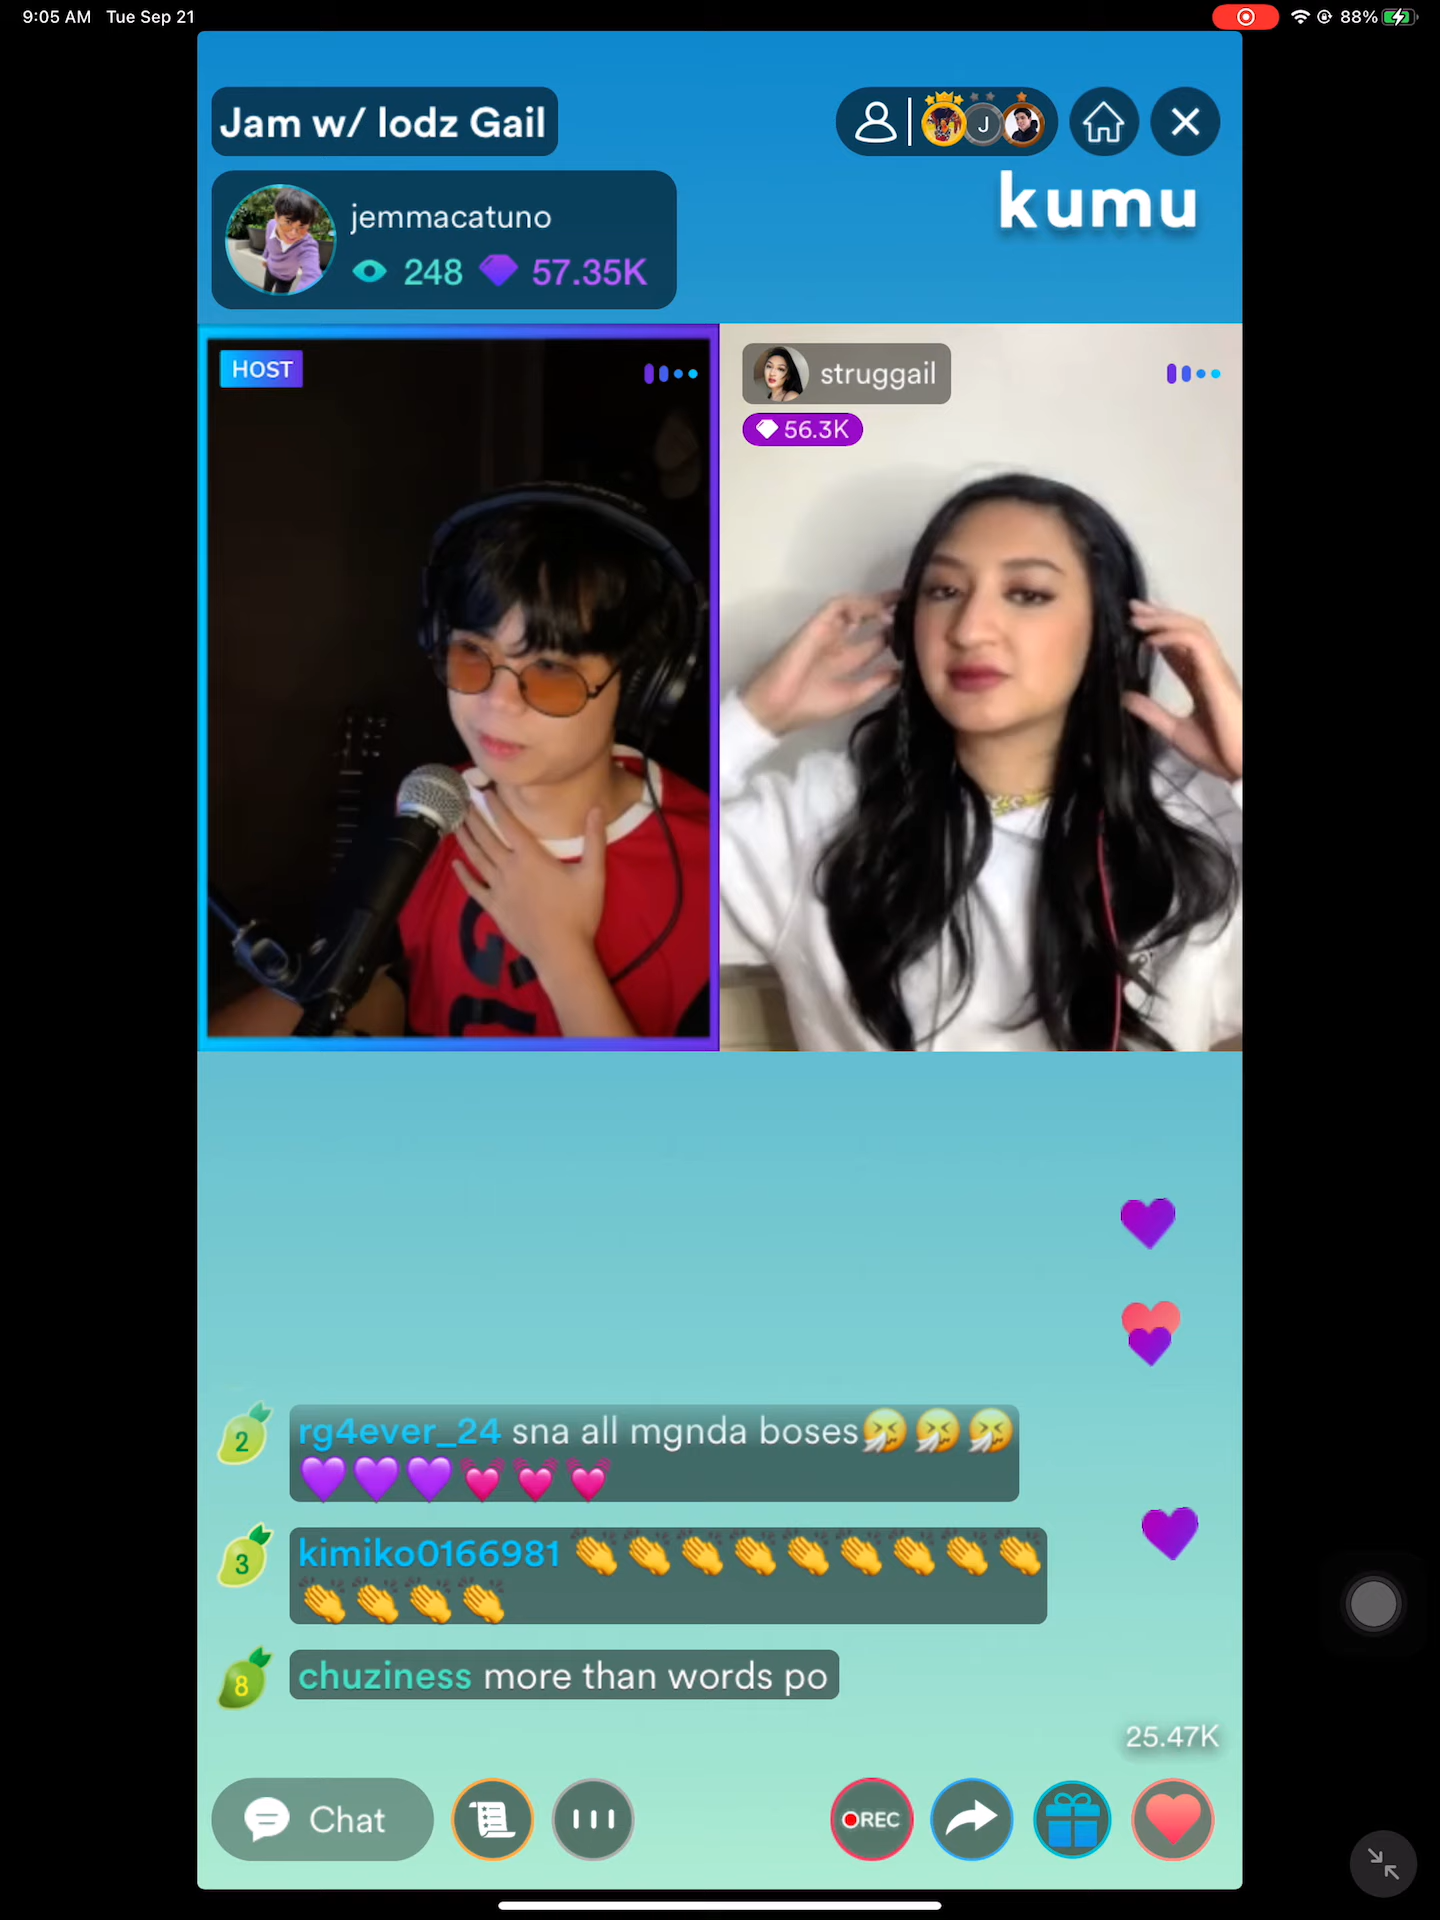 9:05 AM Tue Sep 21
88%
Jam w/ lodz Gail
J
jemmacatuno
248 57.35K
kumu
HOST
struggail
56.3K
2
rg4ever_24 sna all mgnda boses🤧🤧🤧
💜💜💜💓💓💓
3
kimiko0166981 👏👏👏👏👏👏👏👏👏
👏👏👏👏
8
chuziness more than words po
25.47K
Chat
REC